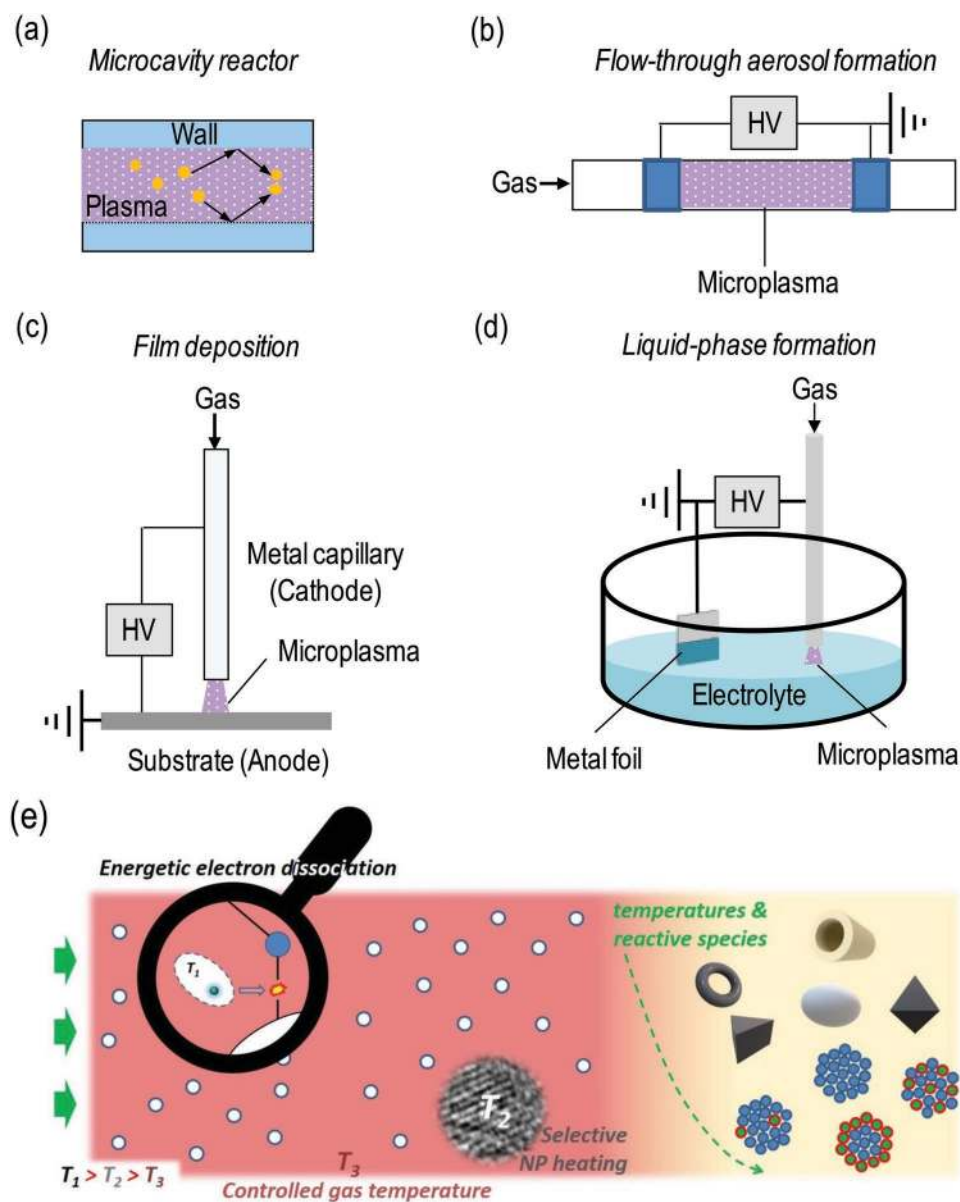 (a)
Microcavity reactor
Wall
Plasma
(b)
Flow-through aerosol formation
HV
Gas
Microplasma
(c)
Film deposition
Gas
Metal capillary
(Cathode)
HV
Microplasma
Substrate (Anode)
(d)
Liquid-phase formation
Gas
HV
Electrolyte
Metal foil
Microplasma
(e)
Energetic electron dissociation
T1
temperatures &
reactive species
T2
Selective
NP heating
T3
Controlled gas temperature
T1 > T2 > T3